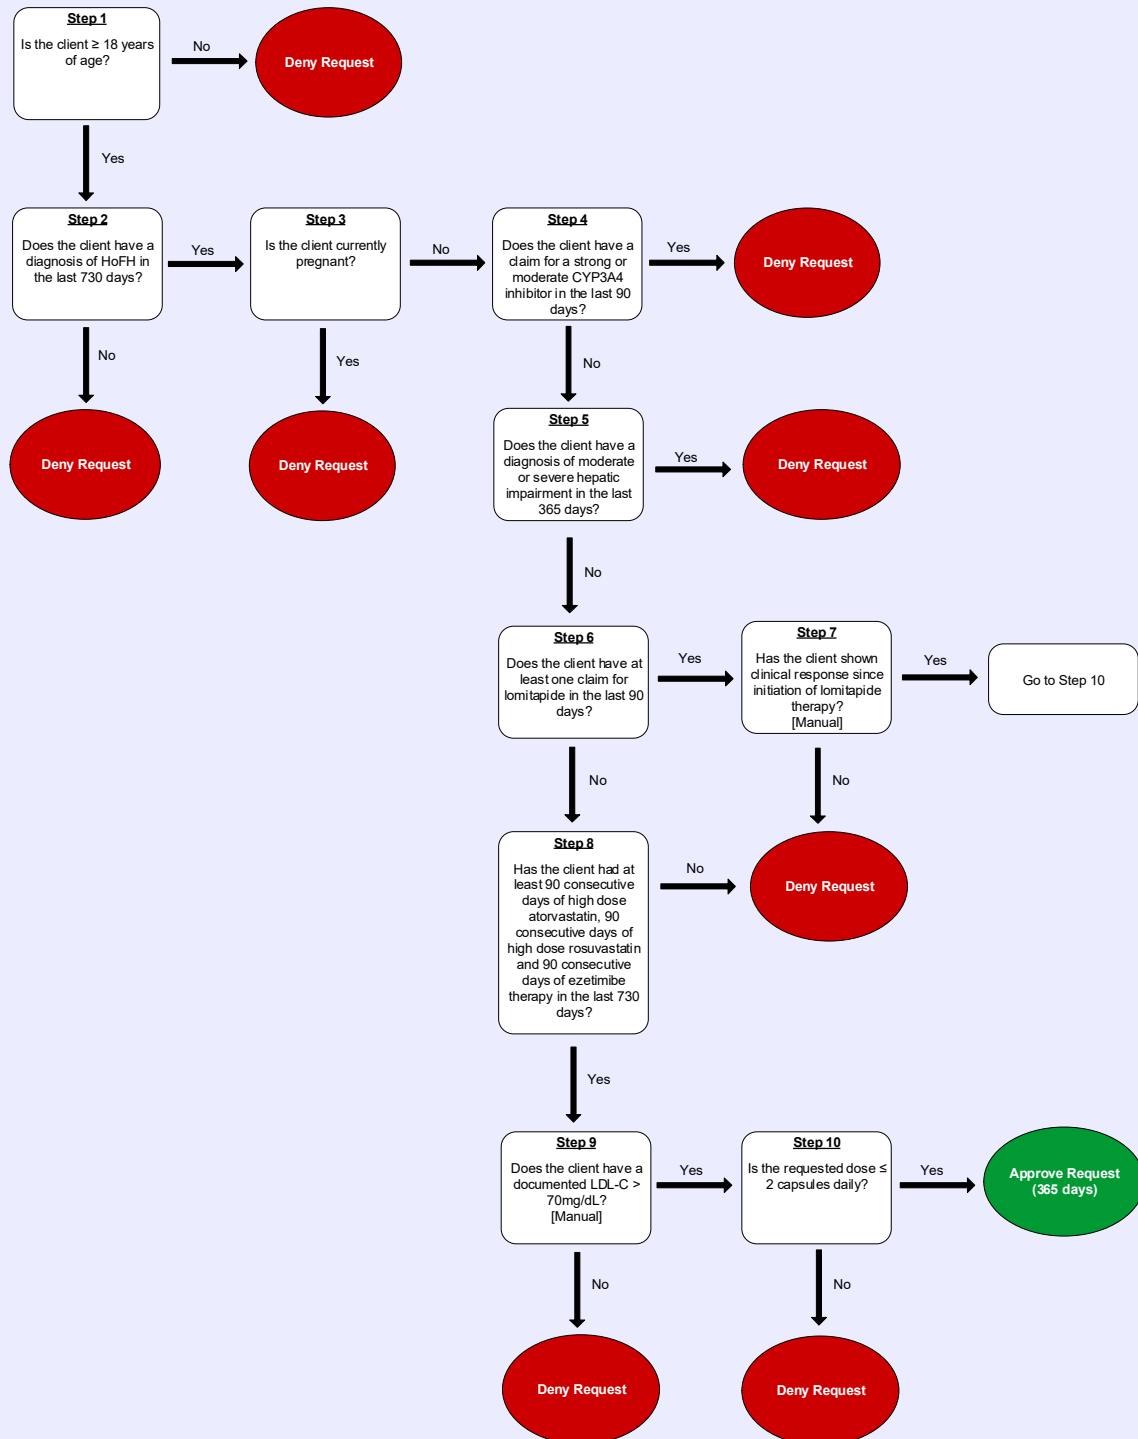 Step 1
Is the client ≥ 18 years
of age?
No
Deny Request
Yes
Step 2
Does the client have a
diagnosis of HoFH in
the last 730 days?
Yes
Step 3
Is the client currently
pregnant?
No
Step 4
Does the client have a
claim for a strong or
moderate CYP3A4
inhibitor in the last 90
days?
Yes
Deny Request
No
Yes
No
Deny Request
Deny Request
Step 5
Does the client have a
diagnosis of moderate
or severe hepatic
impairment in the last
365 days?
Yes
Deny Request
No
Step 6
Does the client have at
least one claim for
lomitapide in the last 90
days?
Yes
Step 7
Has the client shown
clinical response since
initiation of lomitapide
therapy?
[Manual]
Yes
Go to Step 10
No
No
Step 8
Has the client had at
least 90 consecutive
days of high dose
atorvastatin, 90
consecutive days of
high dose rosuvastatin
and 90 consecutive
days of ezetimibe
therapy in the last 730
days?
No
Deny Request
Yes
Step 9
Does the client have a
documented LDL-C >
70mg/dL?
[Manual]
Yes
Step 10
Is the requested dose ≤
2 capsules daily?
Yes
Approve Request
(365 days)
No
No
Deny Request
Deny Request